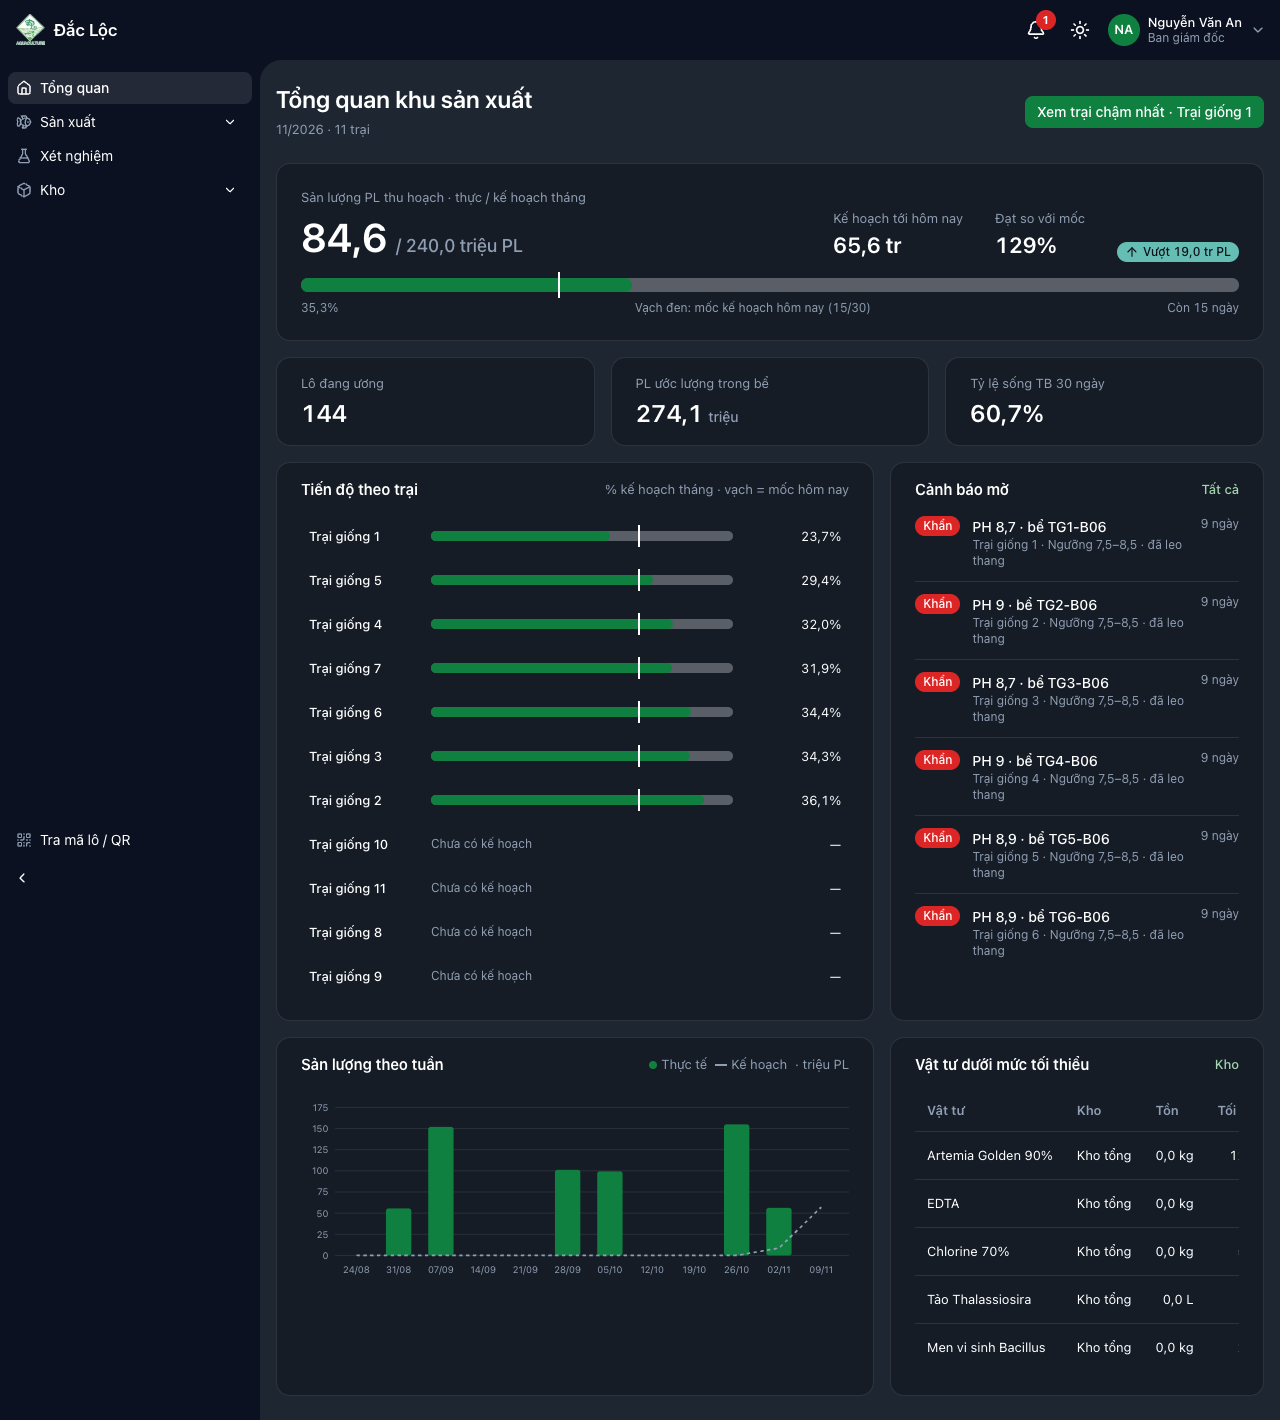 Đắc Lộc
1
NA
Nguyễn Văn An
Ban giám đốc
Tổng quan
Sản xuất
Xét nghiệm
Kho
Tra mã lô / QR
Tổng quan khu sản xuất
11/2026 · 11 trại
Xem trại chậm nhất · Trại giống 1
Sản lượng PL thu hoạch · thực / kế hoạch tháng
84,6 / 240,0 triệu PL
Kế hoạch tới hôm nay
65,6 tr
Đạt so với mốc
129%
↑ Vượt 19,0 tr PL
35,3%
Vạch đen: mốc kế hoạch hôm nay (15/30)
Còn 15 ngày
Lô đang ương
144
PL ước lượng trong bể
274,1 triệu
Tỷ lệ sống TB 30 ngày
60,7%
Tiến độ theo trại
% kế hoạch tháng · vạch = mốc hôm nay
Trại giống 1 23,7%
Trại giống 5 29,4%
Trại giống 4 32,0%
Trại giống 7 31,9%
Trại giống 6 34,4%
Trại giống 3 34,3%
Trại giống 2 36,1%
Trại giống 10 Chưa có kế hoạch —
Trại giống 11 Chưa có kế hoạch —
Trại giống 8 Chưa có kế hoạch —
Trại giống 9 Chưa có kế hoạch —
Cảnh báo mở
Tất cả
Khẩn PH 8,7 · bể TG1-B06 9 ngày
Trại giống 1 · Ngưỡng 7,5–8,5 · đã leo
thang
Khẩn PH 9 · bể TG2-B06 9 ngày
Trại giống 2 · Ngưỡng 7,5–8,5 · đã leo
thang
Khẩn PH 8,7 · bể TG3-B06 9 ngày
Trại giống 3 · Ngưỡng 7,5–8,5 · đã leo
thang
Khẩn PH 9 · bể TG4-B06 9 ngày
Trại giống 4 · Ngưỡng 7,5–8,5 · đã leo
thang
Khẩn PH 8,9 · bể TG5-B06 9 ngày
Trại giống 5 · Ngưỡng 7,5–8,5 · đã leo
thang
Khẩn PH 8,9 · bể TG6-B06 9 ngày
Trại giống 6 · Ngưỡng 7,5–8,5 · đã leo
thang
Sản lượng theo tuần
Thực tế Kế hoạch · triệu PL
175
150
125
100
75
50
25
0
24/08 31/08 07/09 14/09 21/09 28/09 05/10 12/10 19/10 26/10 02/11 09/11
Vật tư dưới mức tối thiểu
Kho
Vật tư Kho Tồn Tối
Artemia Golden 90% Kho tổng 0,0 kg 1
EDTA Kho tổng 0,0 kg
Chlorine 70% Kho tổng 0,0 kg
Tảo Thalassiosira Kho tổng 0,0 L
Men vi sinh Bacillus Kho tổng 0,0 kg